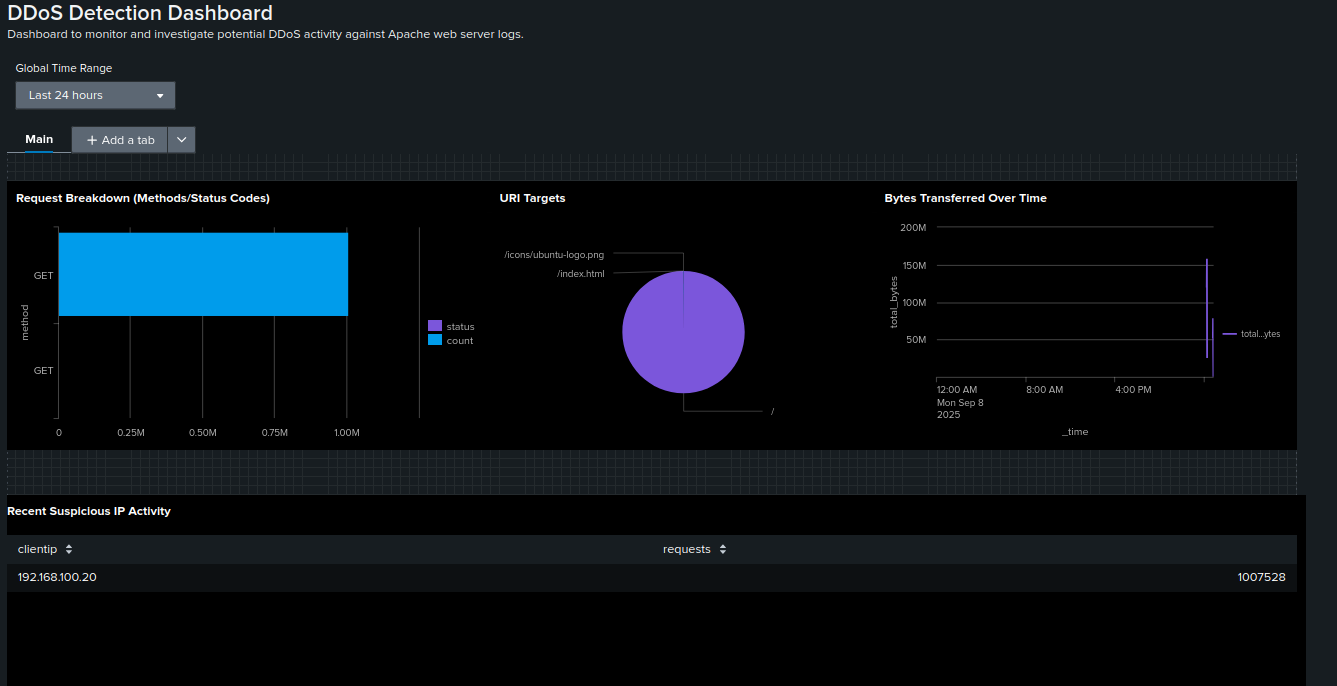 DDoS Detection Dashboard
Dashboard to monitor and investigate potential DDoS activity against Apache web server logs.
Global Time Range
Last 24 hours
Main
+ Add a tab
Request Breakdown (Methods/Status Codes)
method
GET
GET
0
0.25M
0.50M
0.75M
1.00M
status
count
URI Targets
/icons/ubuntu-logo.png
/index.html
/
Bytes Transferred Over Time
total_bytes
200M
150M
100M
50M
12:00 AM
Mon Sep 8
2025
8:00 AM
4:00 PM
_time
total...ytes
Recent Suspicious IP Activity
clientip
requests
192.168.100.20
1007528